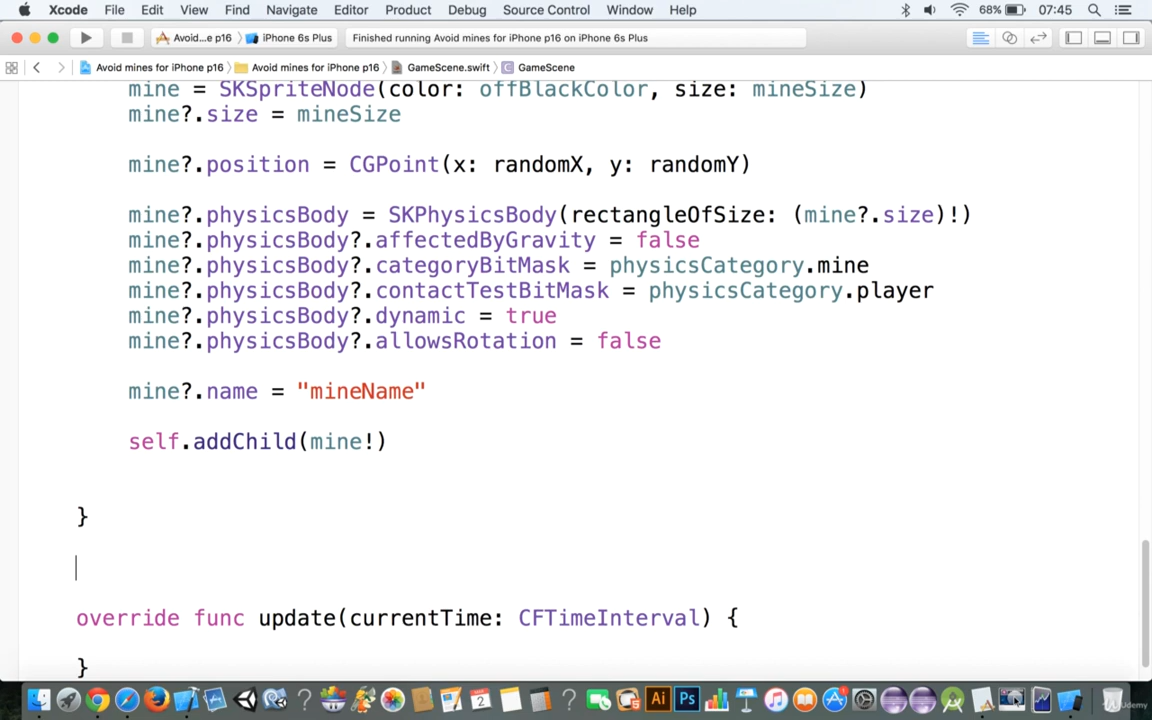 Xcode File Edit View Find Navigate Editor Product Debug Source Control Window Help 68% 07:45
Avoid...e p16 iPhone 6s Plus Finished running Avoid mines for iPhone p16 on iPhone 6s Plus
Avoid mines for iPhone p16 Avoid mines for iPhone p16 GameScene.swift C GameScene
mine = SKSpriteNode(color: offBlackColor, size: mineSize)
mine?.size = mineSize
mine?.position = CGPoint(x: randomX, y: randomY)
mine?.physicsBody = SKPhysicsBody(rectangleOfSize: (mine?.size)!)
mine?.physicsBody?.affectedByGravity = false
mine?.physicsBody?.categoryBitMask = physicsCategory.mine
mine?.physicsBody?.contactTestBitMask = physicsCategory.player
mine?.physicsBody?.dynamic = true
mine?.physicsBody?.allowsRotation = false
mine?.name = "mineName"
self.addChild(mine!)
}
override func update(currentTime: CFTimeInterval) {
}
? 2 ? Ai Ps
Udemy